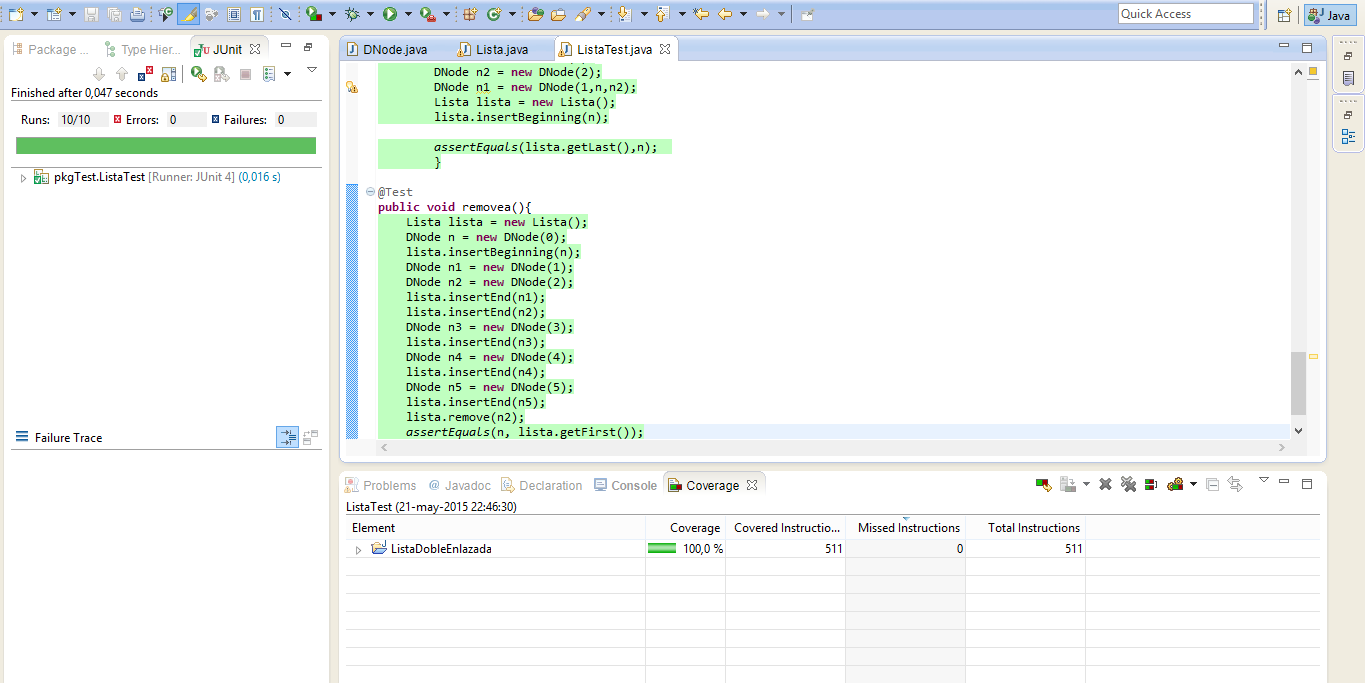 Quick Access
Java
Package ...
Type Hier...
JUnit
Finished after 0,047 seconds
Runs: 10/10 Errors: 0 Failures: 0
pkgTest.ListaTest [Runner: JUnit 4] (0,016 s)
Failure Trace
DNode.java
Lista.java
ListaTest.java
DNode n2 = new DNode(2);
DNode n1 = new DNode(1,n,n2);
Lista lista = new Lista();
lista.insertBeginning(n);
assertEquals(lista.getLast(),n);
}
@Test
public void removea(){
Lista lista = new Lista();
DNode n = new DNode(0);
lista.insertBeginning(n);
DNode n1 = new DNode(1);
DNode n2 = new DNode(2);
lista.insertEnd(n1);
lista.insertEnd(n2);
DNode n3 = new DNode(3);
lista.insertEnd(n3);
DNode n4 = new DNode(4);
lista.insertEnd(n4);
DNode n5 = new DNode(5);
lista.insertEnd(n5);
lista.remove(n2);
assertEquals(n, lista.getFirst());
Problems
@ Javadoc
Declaration
Console
Coverage
ListaTest (21-may-2015 22:46:30)
Element Coverage Covered Instructio... Missed Instructions Total Instructions
ListaDobleEnlazada 100,0 % 511 0 511